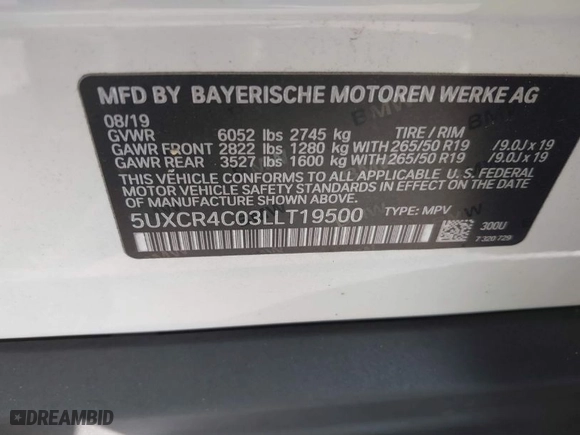 MFD BY BAYERISCHE MOTOREN WERKE AG
08/19
GVWR 6052 lbs 2745 kg TIRE / RIM
GAWR FRONT 2822 lbs 1280 kg WITH 265/50 R19 /9.0J x 19
GAWR REAR 3527 lbs 1600 kg WITH 265/50 R19 /9.0J x 19
THIS VEHICLE CONFORMS TO ALL APPLICABLE U.S. FEDERAL
MOTOR VEHICLE SAFETY STANDARDS IN EFFECT ON THE DATE
OF MANUFACTURE SHOWN ABOVE.
5UXCR4C03LLT19500 TYPE: MPV
300U
7 320 729
DREAMBID